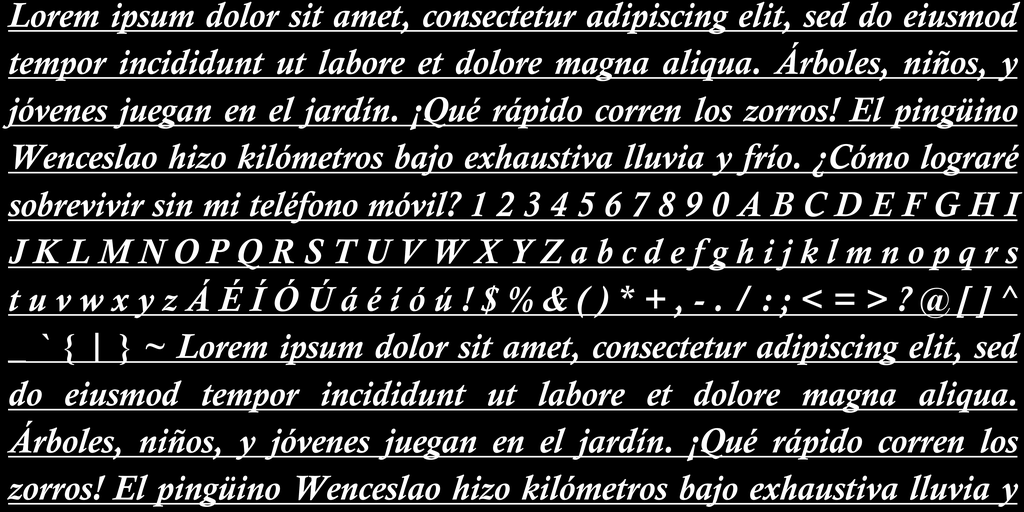 Lorem ipsum dolor sit amet, consectetur adipiscing elit, sed do eiusmod
tempor incididunt ut labore et dolore magna aliqua. Árboles, niños, y
jóvenes juegan en el jardín. ¡Qué rápido corren los zorros! El pingüino
Wenceslao hizo kilómetros bajo exhaustiva lluvia y frío. ¿Cómo lograré
sobrevivir sin mi teléfono móvil? 1 2 3 4 5 6 7 8 9 0 A B C D E F G H I
J K L M N O P Q R S T U V W X Y Z a b c d e f g h i j k l m n o p q r s
t u v w x y z Á É Í Ó Ú á é í ó ú ! $ % & ( ) * + , - . / : ; < = > ? @ [ ] ^
_ ` { | } ~ Lorem ipsum dolor sit amet, consectetur adipiscing elit, sed
do eiusmod tempor incididunt ut labore et dolore magna aliqua.
Árboles, niños, y jóvenes juegan en el jardín. ¡Qué rápido corren los
zorros! El pingüino Wenceslao hizo kilómetros bajo exhaustiva lluvia y